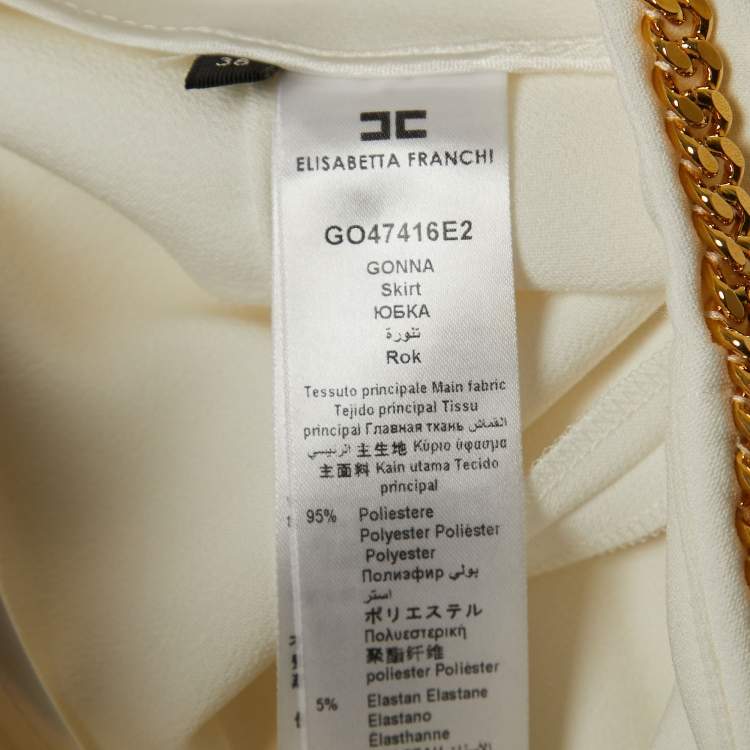 36
ELISABETTA FRANCHI
GO47416E2
GONNA
Skirt
ЮБКА
تنورة
Rok
Tessuto principale Main fabric
Tejido principal Tissu
principal Главная ткань القماش
الرئيسي 主生地 Κύριο ύφασμα
主面料 Kain utama Tecido
principal
95% Poliestere
Polyester Poliéster
Polyester
Полиэфир بولي
استر
ポリエステル
Πολυεστερική
聚酯纤维
poliester Poliéster
5% Elastan Elastane
Elastano
Élasthanne